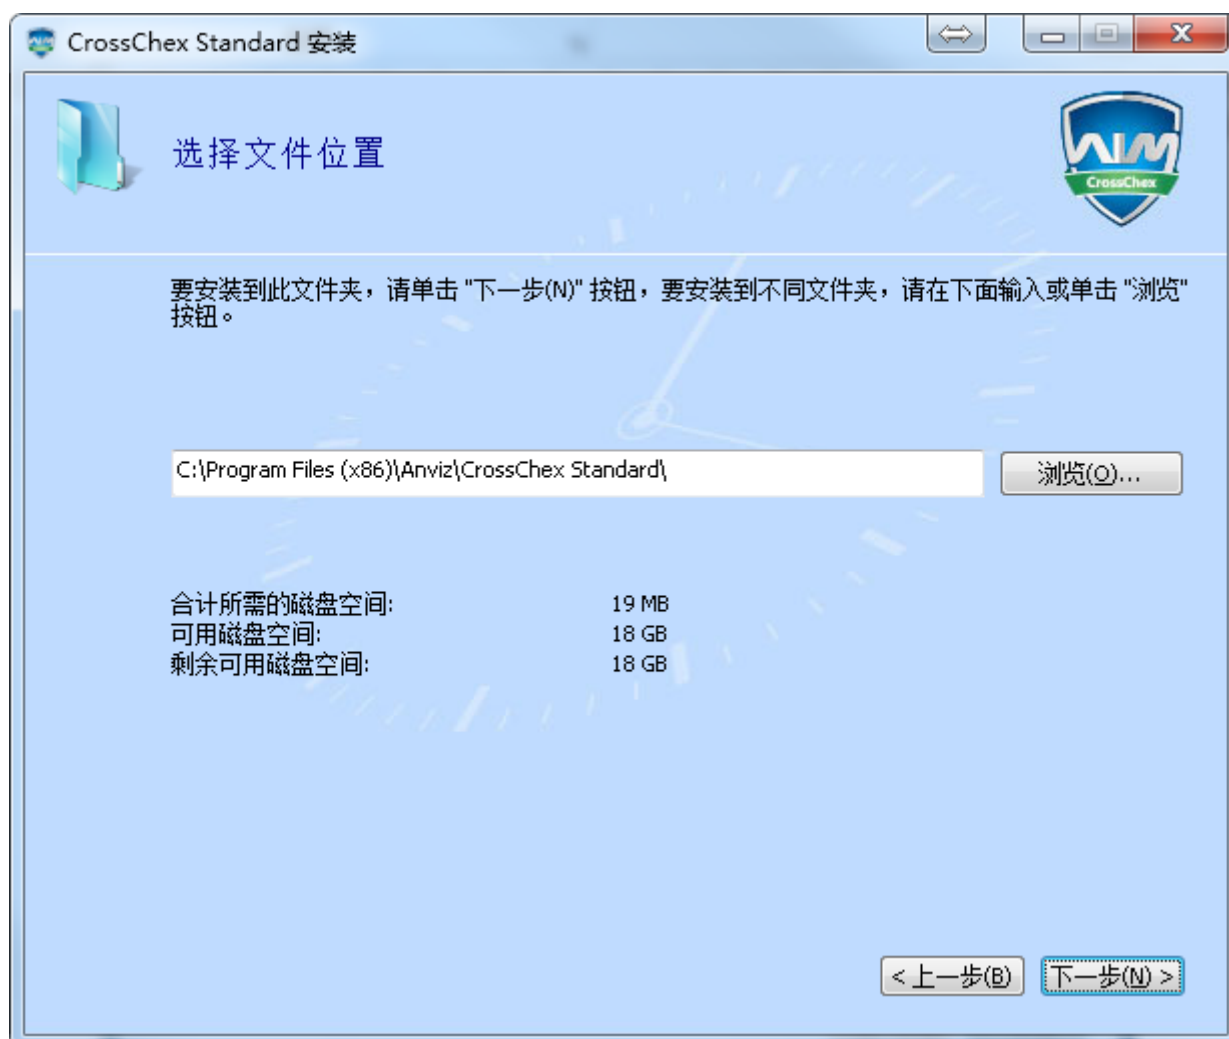 CrossChex Standard 安装
选择文件位置
AIM
CrossChex
要安装到此文件夹，请单击 "下一步(N)" 按钮，要安装到不同文件夹，请在下面输入或单击 "浏览"
按钮。
C:\Program Files (x86)\Anviz\CrossChex Standard\
浏览(O)...
合计所需的磁盘空间: 19 MB
可用磁盘空间: 18 GB
剩余可用磁盘空间: 18 GB
< 上一步(B) 下一步(N) >